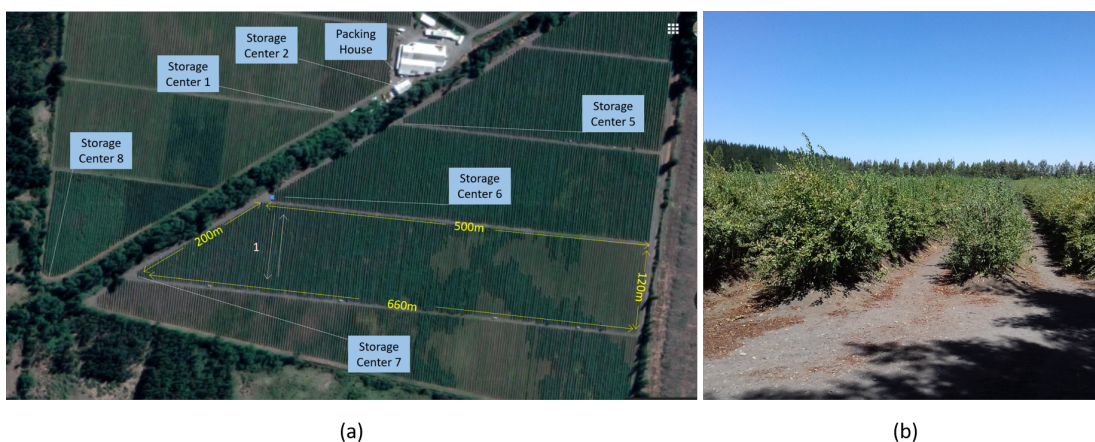 Storage
Center 2
Packing
House
Storage
Center 1
Storage
Center 5
Storage
Center 8
Storage
Center 6
200m
1
500m
120m
660m
Storage
Center 7
(a)
(b)